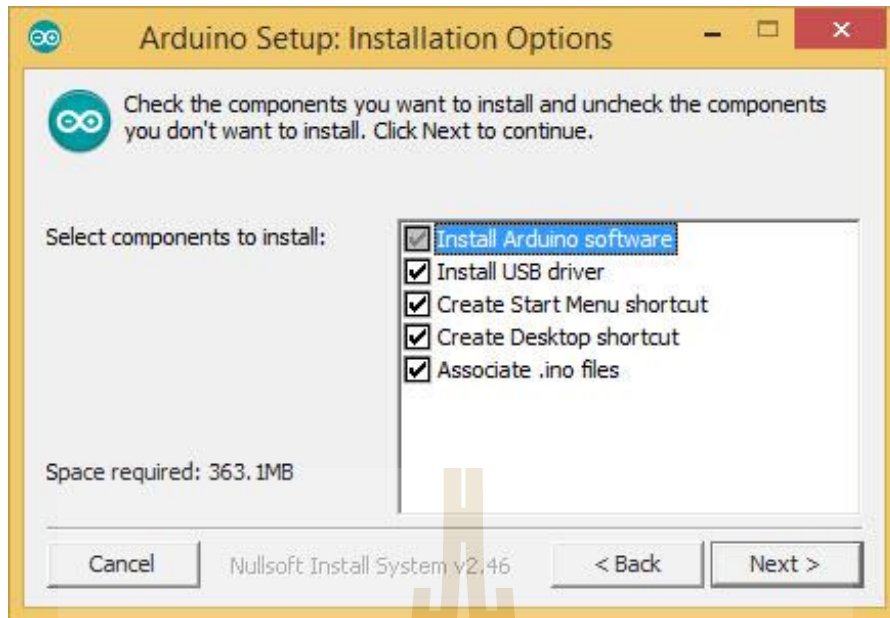 Arduino Setup: Installation Options
Check the components you want to install and uncheck the components
you don't want to install. Click Next to continue.
Select components to install:
Install Arduino software
Install USB driver
Create Start Menu shortcut
Create Desktop shortcut
Associate .ino files
Space required: 363.1MB
Cancel
Nullsoft Install System v2.46
< Back
Next >